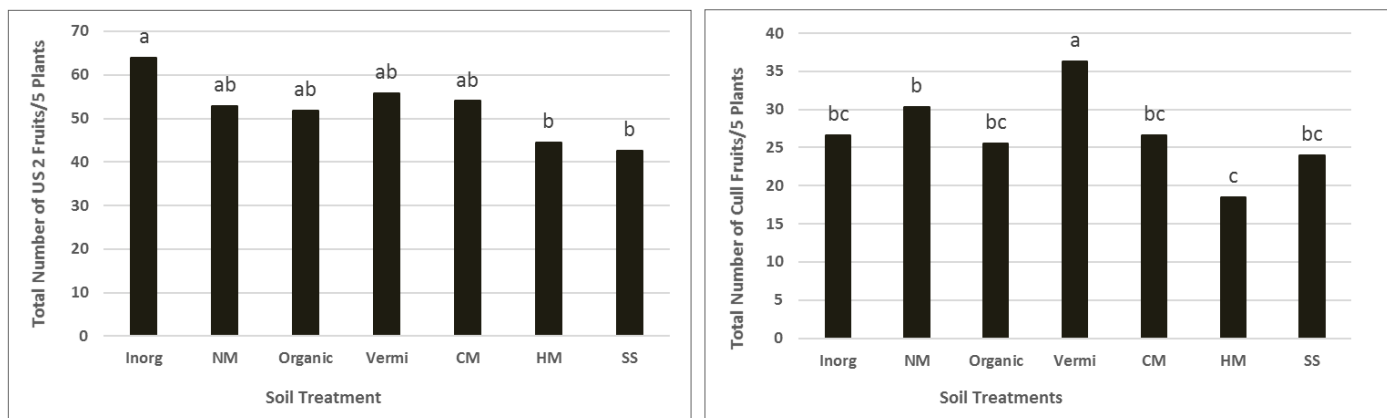 Total Number of US 2 Fruits/5 Plants
70
60
50
40
30
20
10
0
a
ab
ab
ab
ab
b
b
Inorg NM Organic Vermi CM HM SS
Soil Treatment
Total Number of Cull Fruits/5 Plants
40
35
30
25
20
15
10
5
0
bc
b
bc
a
bc
c
bc
Inorg NM Organic Vermi CM HM SS
Soil Treatments